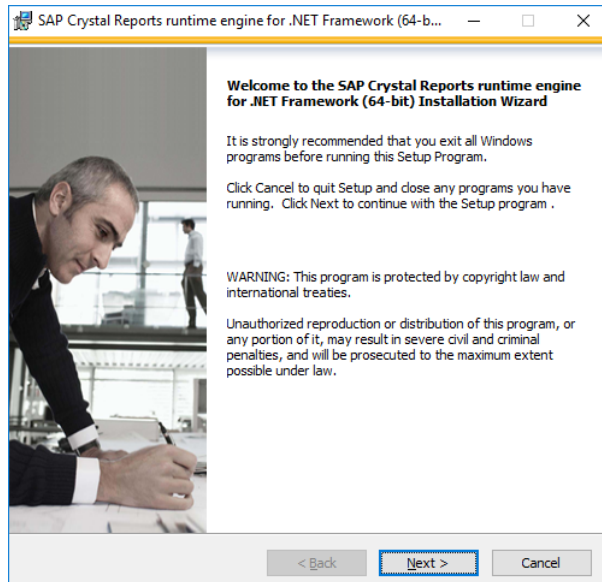 SAP Crystal Reports runtime engine for .NET Framework (64-b...
Welcome to the SAP Crystal Reports runtime engine
for .NET Framework (64-bit) Installation Wizard
It is strongly recommended that you exit all Windows
programs before running this Setup Program.
Click Cancel to quit Setup and close any programs you have
running.  Click Next to continue with the Setup program .
WARNING: This program is protected by copyright law and
international treaties.
Unauthorized reproduction or distribution of this program, or
any portion of it, may result in severe civil and criminal
penalties, and will be prosecuted to the maximum extent
possible under law.
< Back
Next >
Cancel